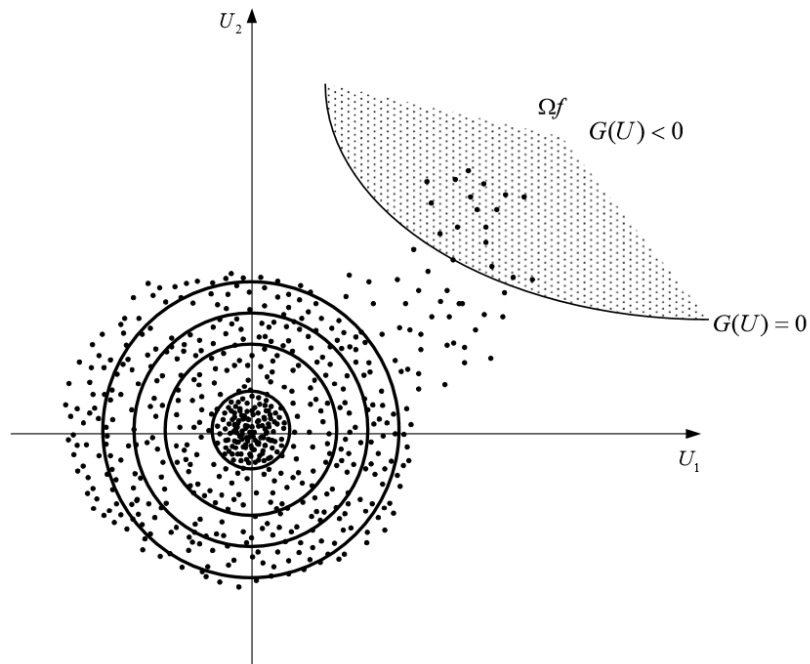 U₂
Ωf
G(U) < 0
G(U) = 0
U₁